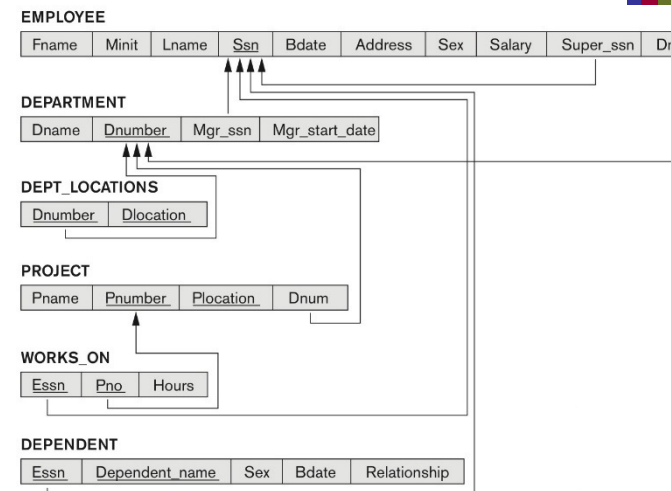 EMPLOYEE
Fname Minit Lname Ssn Bdate Address Sex Salary Super_ssn
DEPARTMENT
Dname Dnumber Mgr_ssn Mgr_start_date
DEPT_LOCATIONS
Dnumber Dlocation
PROJECT
Pname Pnumber Plocation Dnum
WORKS_ON
Essn Pno Hours
DEPENDENT
Essn Dependent_name Sex Bdate Relationship